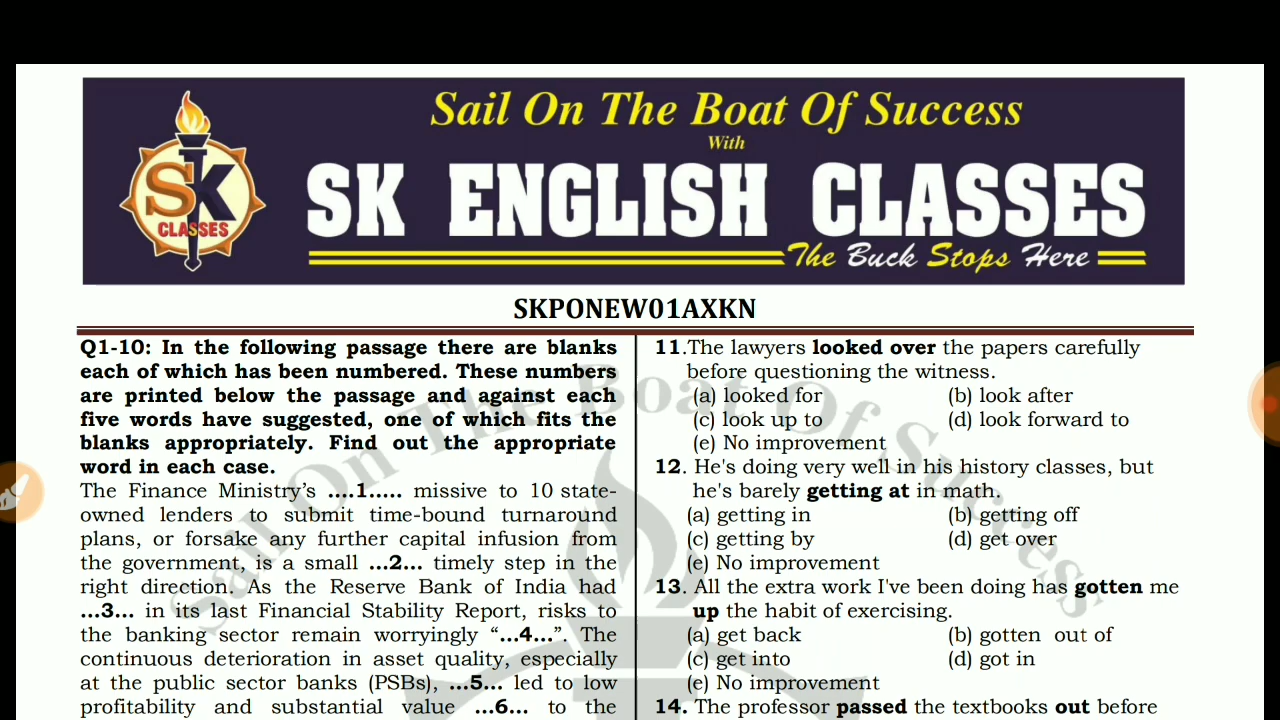 Sail On The Boat Of Success
With
SK ENGLISH CLASSES
The Buck Stops Here
SK
CLASSES
SKPONEW01AXKN
Q1-10: In the following passage there are blanks
each of which has been numbered. These numbers
are printed below the passage and against each
five words have suggested, one of which fits the
blanks appropriately. Find out the appropriate
word in each case.
The Finance Ministry’s ....1..... missive to 10 state-
owned lenders to submit time-bound turnaround
plans, or forsake any further capital infusion from
the government, is a small ...2... timely step in the
right direction. As the Reserve Bank of India had
...3... in its last Financial Stability Report, risks to
the banking sector remain worryingly “...4...”. The
continuous deterioration in asset quality, especially
at the public sector banks (PSBs), ...5... led to low
profitability and substantial value ...6... to the
11.The lawyers looked over the papers carefully
before questioning the witness.
(a) looked for (b) look after
(c) look up to (d) look forward to
(e) No improvement
12. He's doing very well in his history classes, but
he's barely getting at in math.
(a) getting in (b) getting off
(c) getting by (d) get over
(e) No improvement
13. All the extra work I've been doing has gotten me
up the habit of exercising.
(a) get back (b) gotten out of
(c) get into (d) got in
(e) No improvement
14. The professor passed the textbooks out before
Sail On The Boat Of Success